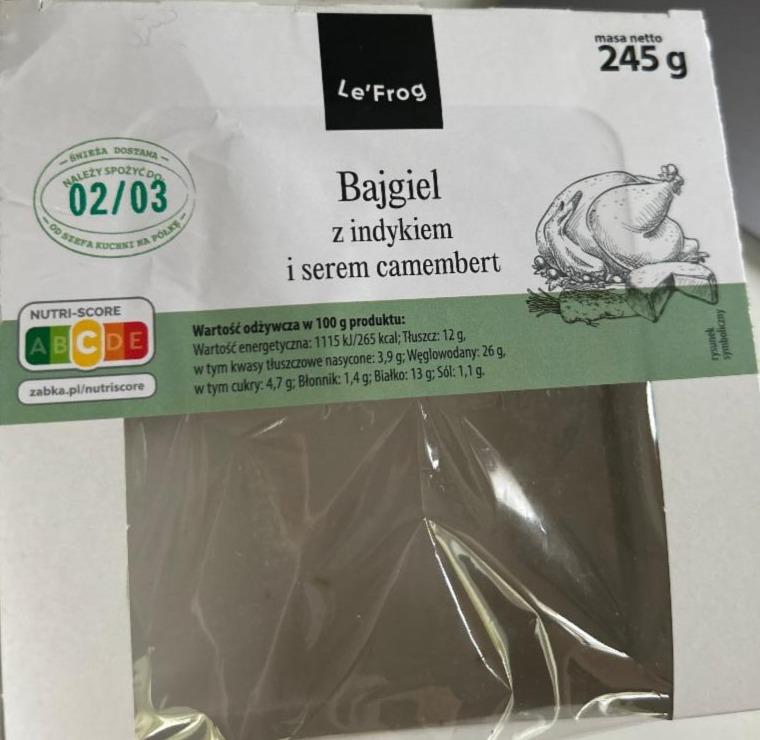 Le'Frog
masa netto
245 g
ŚWIEŻA DOSTAWA
NALEŻY SPOŻYĆ DO:
02/03
OD SZEFA KUCHNI NA PÓŁKĘ
Bajgiel
z indykiem
i serem camembert
NUTRI-SCORE
A B C D E
zabka.pl/nutriscore
Wartość odżywcza w 100 g produktu:
Wartość energetyczna: 1115 kJ/265 kcal; Tłuszcz: 12 g,
w tym kwasy tłuszczowe nasycone: 3,9 g; Węglowodany: 26 g,
w tym cukry: 4,7 g; Błonnik: 1,4 g; Białko: 13 g; Sól: 1,1 g.
rysunek
symboliczny